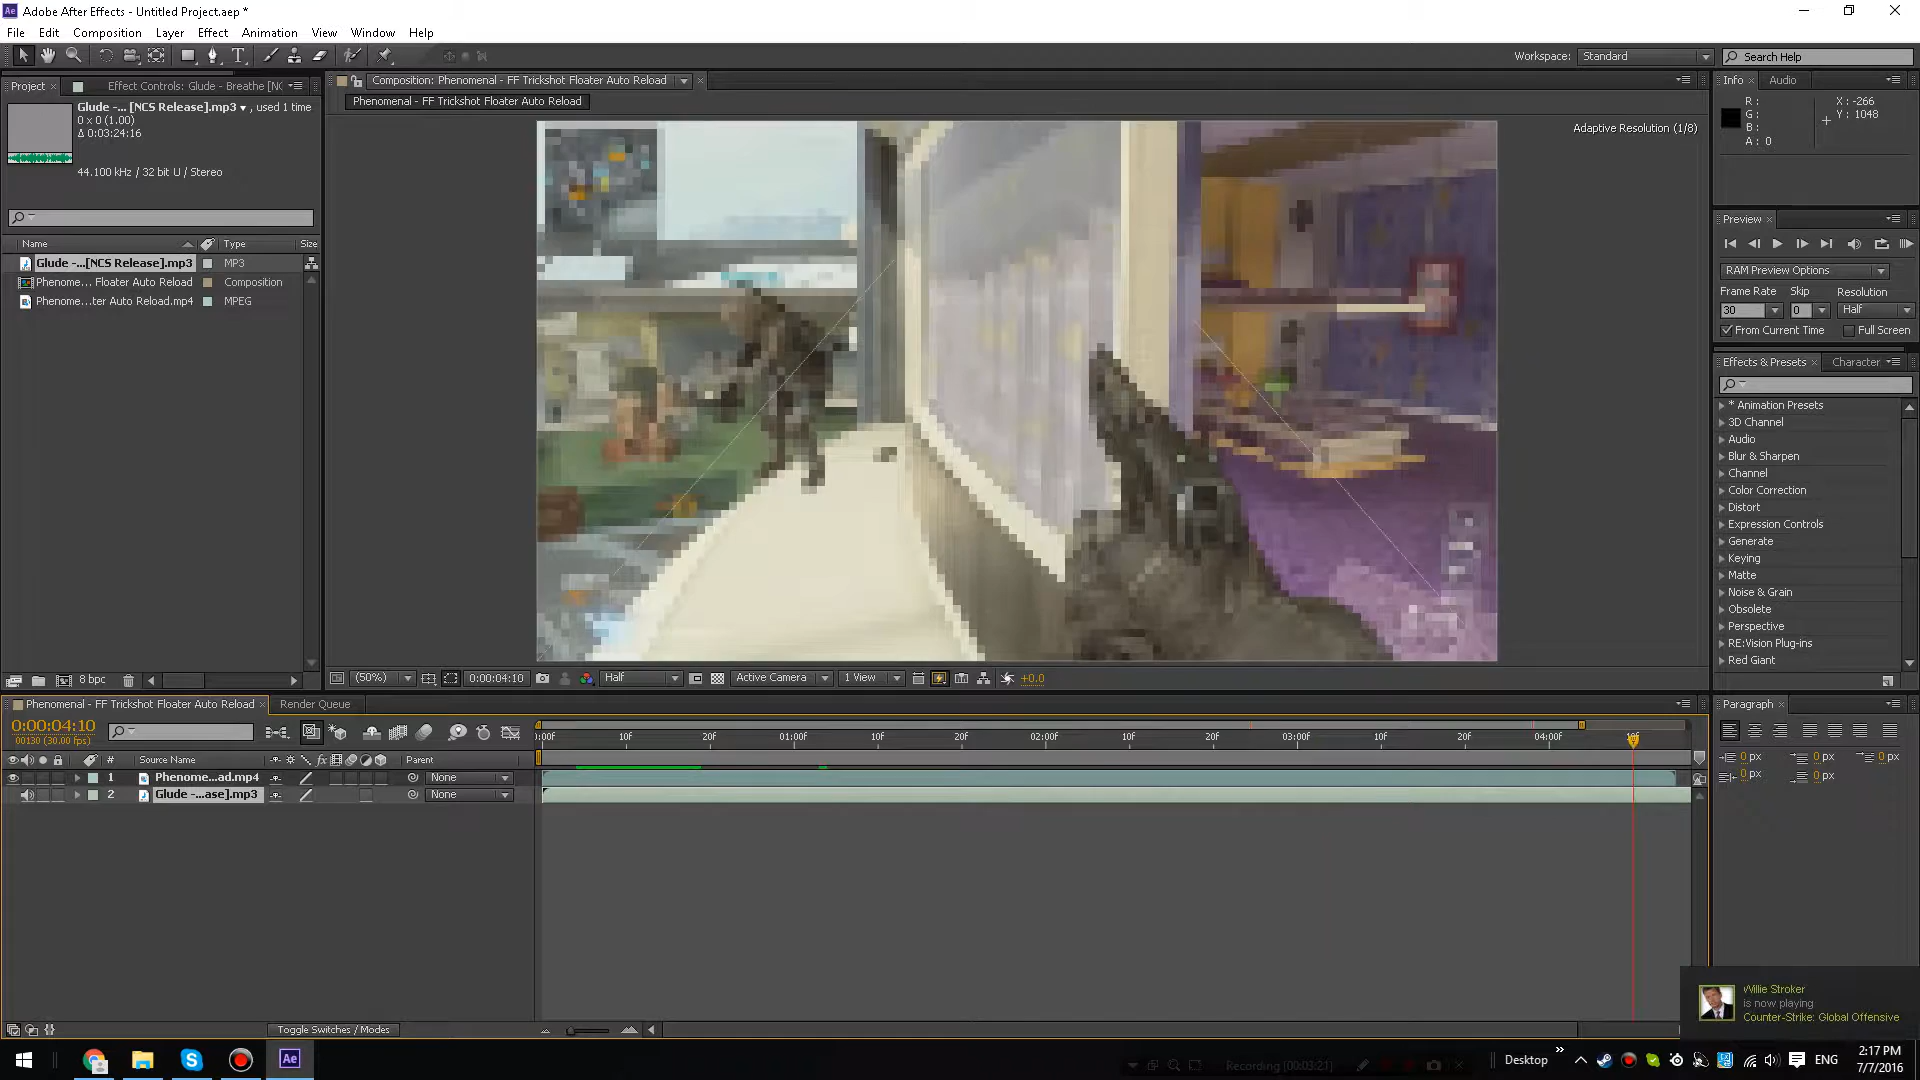 Adobe After Effects - Untitled Project.aep *
File Edit Composition Layer Effect Animation View Window Help
Workspace: Standard Search Help
Project Effect Controls: Glude - Breathe [NC
Composition: Phenomenal - FF Trickshot Floater Auto Reload
Info Audio
Glude -... [NCS Release].mp3 , used 1 time
0 x 0 (1.00)
Δ 0:03:24:16
44.100 kHz / 32 bit U / Stereo
Phenomenal - FF Trickshot Floater Auto Reload
Adaptive Resolution (1/8)
R :
G :
B :
A : 0
X : -266
Y : 1048
Name Type Size
Glude -...[NCS Release].mp3 MP3
Phenome... Floater Auto Reload Composition
Phenome...ter Auto Reload.mp4 MPEG
Preview
RAM Preview Options
Frame Rate Skip Resolution
30 0 Half
From Current Time Full Screen
Effects & Presets Character
* Animation Presets
3D Channel
Audio
Blur & Sharpen
Channel
Color Correction
Distort
Expression Controls
Generate
Keying
Matte
Noise & Grain
Obsolete
Perspective
RE:Vision Plug-ins
Red Giant
8 bpc
(50%) 0:00:04:10 Half Active Camera 1 View +0.0
Phenomenal - FF Trickshot Floater Auto Reload Render Queue
0:00:04:10
00130 (30.00 fps)
):00F 10f 20f 01:00F 10f 20f 02:00F 10f 20f 03:00F 10f 20f 04:00F
# Source Name Parent
1 Phenome...ad.mp4 None
2 Glude -...ase].mp3 None
Paragraph
0 px 0 px 0 px
0 px 0 px
Toggle Switches / Modes
Willie Stroker
is now playing
Counter-Strike: Global Offensive
Recording [00:03:21]
Desktop ENG
2:17 PM
7/7/2016